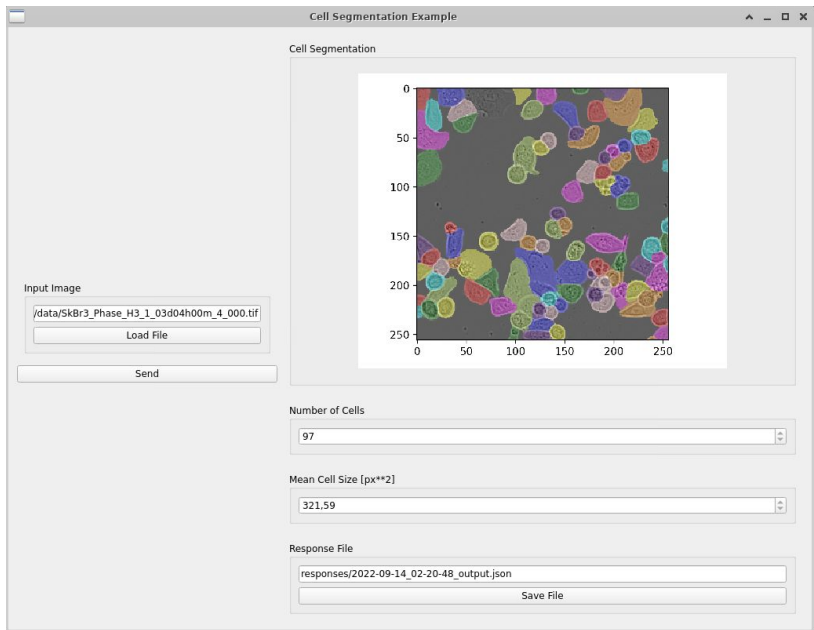 Cell Segmentation Example
Input Image
/data/SkBr3_Phase_H3_1_03d04h00m_4_000.tif
Load File
Send
Cell Segmentation
0
50
100
150
200
250
0 50 100 150 200 250
Number of Cells
97
Mean Cell Size [px**2]
321,59
Response File
responses/2022-09-14_02-20-48_output.json
Save File